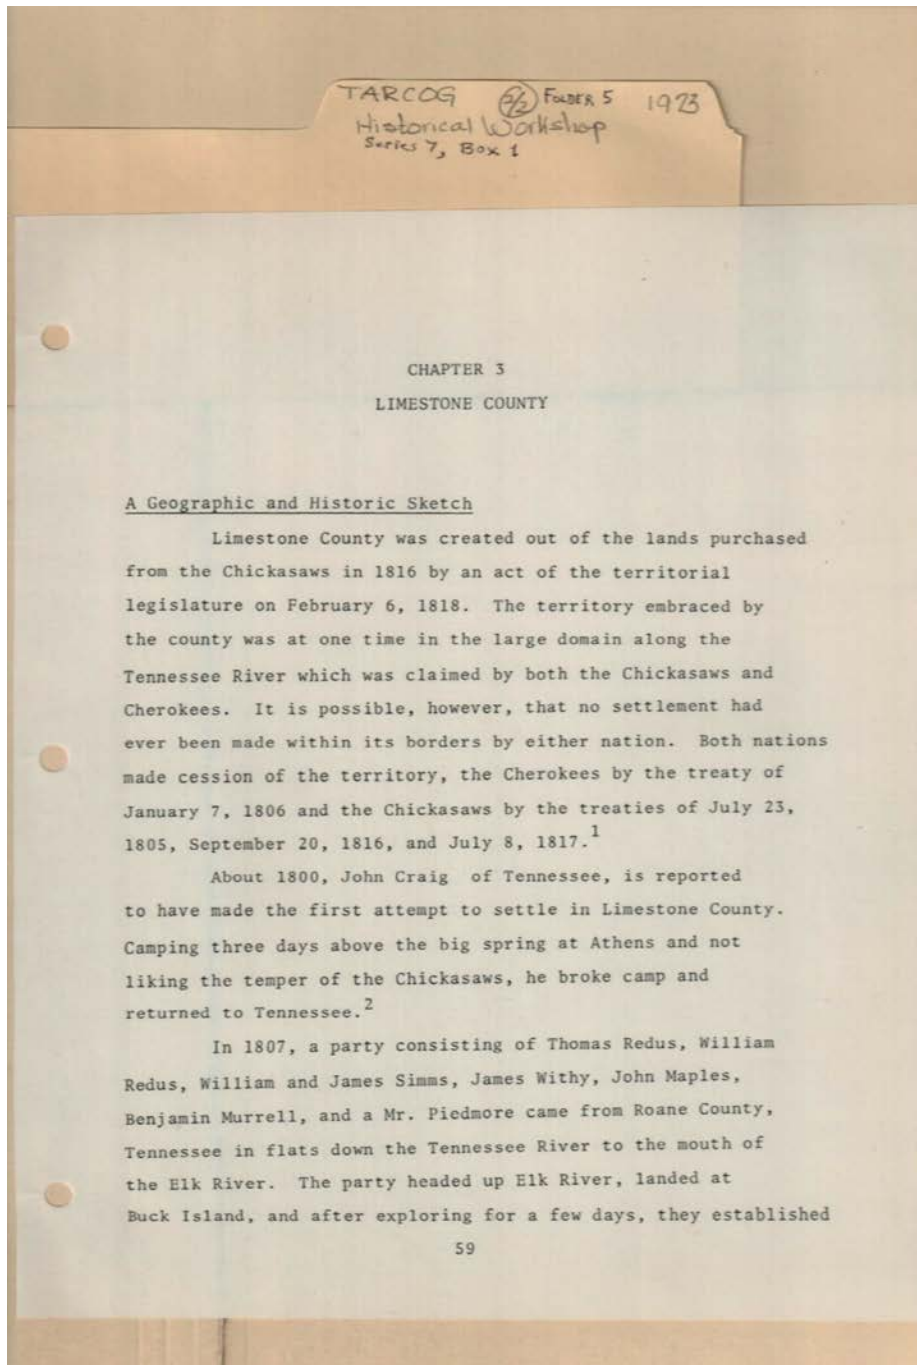 TARCOG 2/2 FOLDER 5 1973
Historical Workshop
Series 7, Box 1
CHAPTER 3
LIMESTONE COUNTY
A Geographic and Historic Sketch
Limestone County was created out of the lands purchased
from the Chickasaws in 1816 by an act of the territorial
legislature on February 6, 1818. The territory embraced by
the county was at one time in the large domain along the
Tennessee River which was claimed by both the Chickasaws and
Cherokees. It is possible, however, that no settlement had
ever been made within its borders by either nation. Both nations
made cession of the territory, the Cherokees by the treaty of
January 7, 1806 and the Chickasaws by the treaties of July 23,
1805, September 20, 1816, and July 8, 1817.1
About 1800, John Craig of Tennessee, is reported
to have made the first attempt to settle in Limestone County.
Camping three days above the big spring at Athens and not
liking the temper of the Chickasaws, he broke camp and
returned to Tennessee.2
In 1807, a party consisting of Thomas Redus, William
Redus, William and James Simms, James Withy, John Maples,
Benjamin Murrell, and a Mr. Piedmore came from Roane County,
Tennessee in flats down the Tennessee River to the mouth of
the Elk River. The party headed up Elk River, landed at
Buck Island, and after exploring for a few days, they established
59